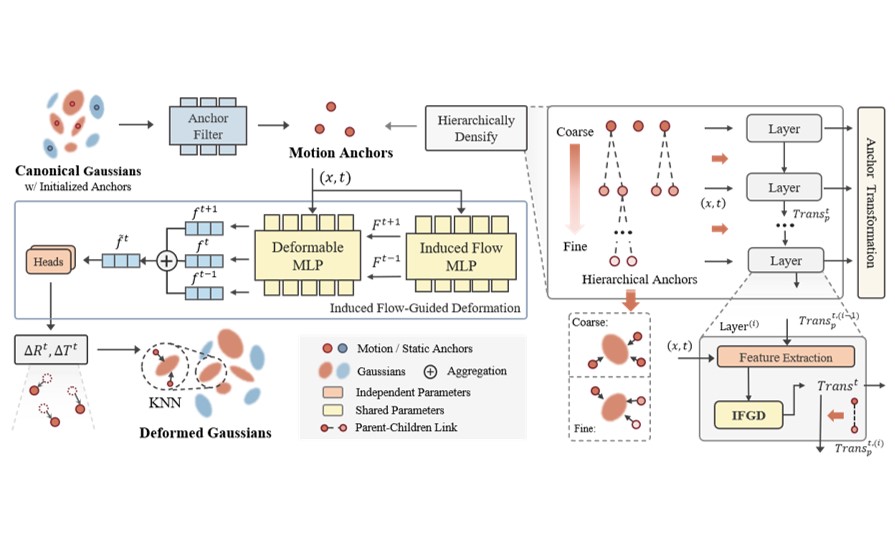 Canonical Gaussians
w/ Initialized Anchors
Anchor
Filter
Motion Anchors
Hierarchically
Densify
(x,t)
f^{t+1}
f^t
f^{t-1}
f̃^t
Heads
Deformable
MLP
F^{t+1}
F^{t-1}
Induced Flow
MLP
Induced Flow-Guided Deformation
ΔR^t, ΔT^t
KNN
Deformed Gaussians
Motion / Static Anchors
Gaussians
Aggregation
Independent Parameters
Shared Parameters
Parent-Children Link
Coarse
Fine
Hierarchical Anchors
(x,t)
Layer
Layer
Trans_p^t
Layer
Anchor Transformation
Coarse:
Fine:
Layer^{(i)}
Trans_p^{t,(i-1)}
(x,t)
Feature Extraction
IFGD
Trans^t
Trans_p^{t,(i)}